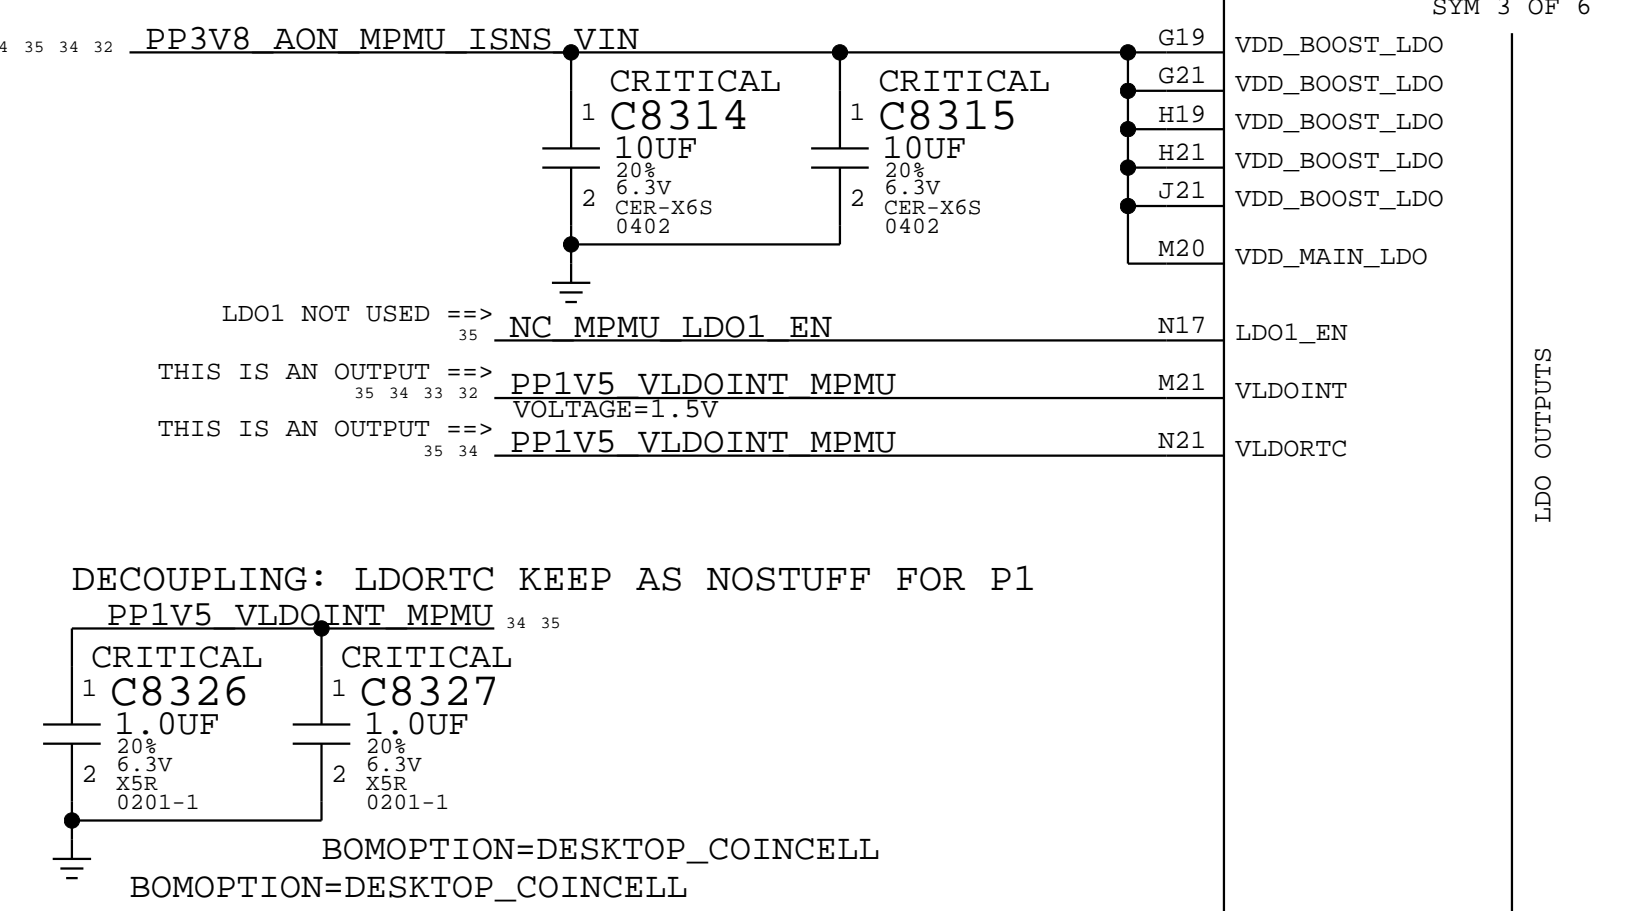 SYM 3 OF 6
4 35 34 32 PP3V8_AON_MPMU_ISNS_VIN
G19 VDD_BOOST_LDO
G21 VDD_BOOST_LDO
H19 VDD_BOOST_LDO
H21 VDD_BOOST_LDO
J21 VDD_BOOST_LDO
M20 VDD_MAIN_LDO
CRITICAL
1 C8314
10UF
20%
6.3V
2 CER-X6S
0402
CRITICAL
1 C8315
10UF
20%
6.3V
2 CER-X6S
0402
LDO1 NOT USED ==>
35 NC_MPMU_LDO1_EN N17 LDO1_EN
THIS IS AN OUTPUT ==>
35 34 33 32 PP1V5_VLDOINT_MPMU M21 VLDOINT
VOLTAGE=1.5V
THIS IS AN OUTPUT ==>
35 34 PP1V5_VLDOINT_MPMU N21 VLDORTC
LDO OUTPUTS
DECOUPLING: LDORTC KEEP AS NOSTUFF FOR P1
PP1V5_VLDOINT_MPMU 34 35
CRITICAL
1 C8326
1.0UF
20%
6.3V
2 X5R
0201-1
CRITICAL
1 C8327
1.0UF
20%
6.3V
2 X5R
0201-1
BOMOPTION=DESKTOP_COINCELL
BOMOPTION=DESKTOP_COINCELL